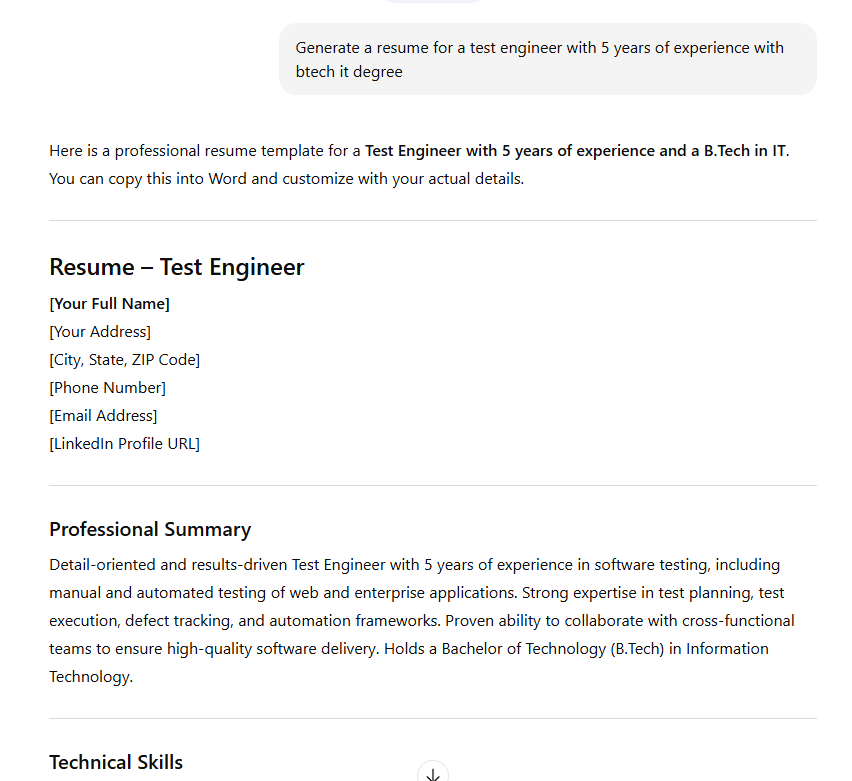 Generate a resume for a test engineer with 5 years of experience with
btech it degree
Here is a professional resume template for a Test Engineer with 5 years of experience and a B.Tech in IT.
You can copy this into Word and customize with your actual details.
Resume – Test Engineer
[Your Full Name]
[Your Address]
[City, State, ZIP Code]
[Phone Number]
[Email Address]
[LinkedIn Profile URL]
Professional Summary
Detail-oriented and results-driven Test Engineer with 5 years of experience in software testing, including
manual and automated testing of web and enterprise applications. Strong expertise in test planning, test
execution, defect tracking, and automation frameworks. Proven ability to collaborate with cross-functional
teams to ensure high-quality software delivery. Holds a Bachelor of Technology (B.Tech) in Information
Technology.
Technical Skills